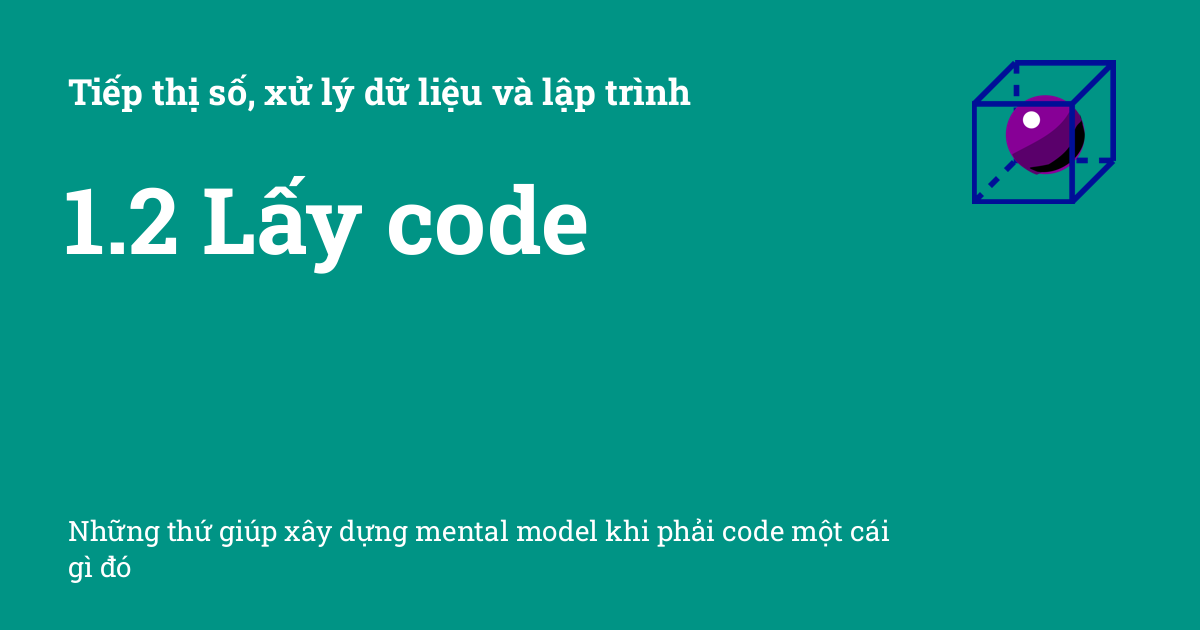 Tiếp thị số, xử lý dữ liệu và lập trình
1.2 Lấy code
Những thứ giúp xây dựng mental model khi phải code một cái
gì đó